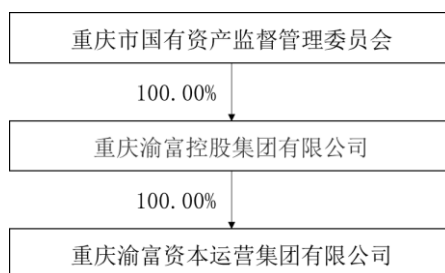 重庆市国有资产监督管理委员会
100.00%
重庆渝富控股集团有限公司
100.00%
重庆渝富资本运营集团有限公司